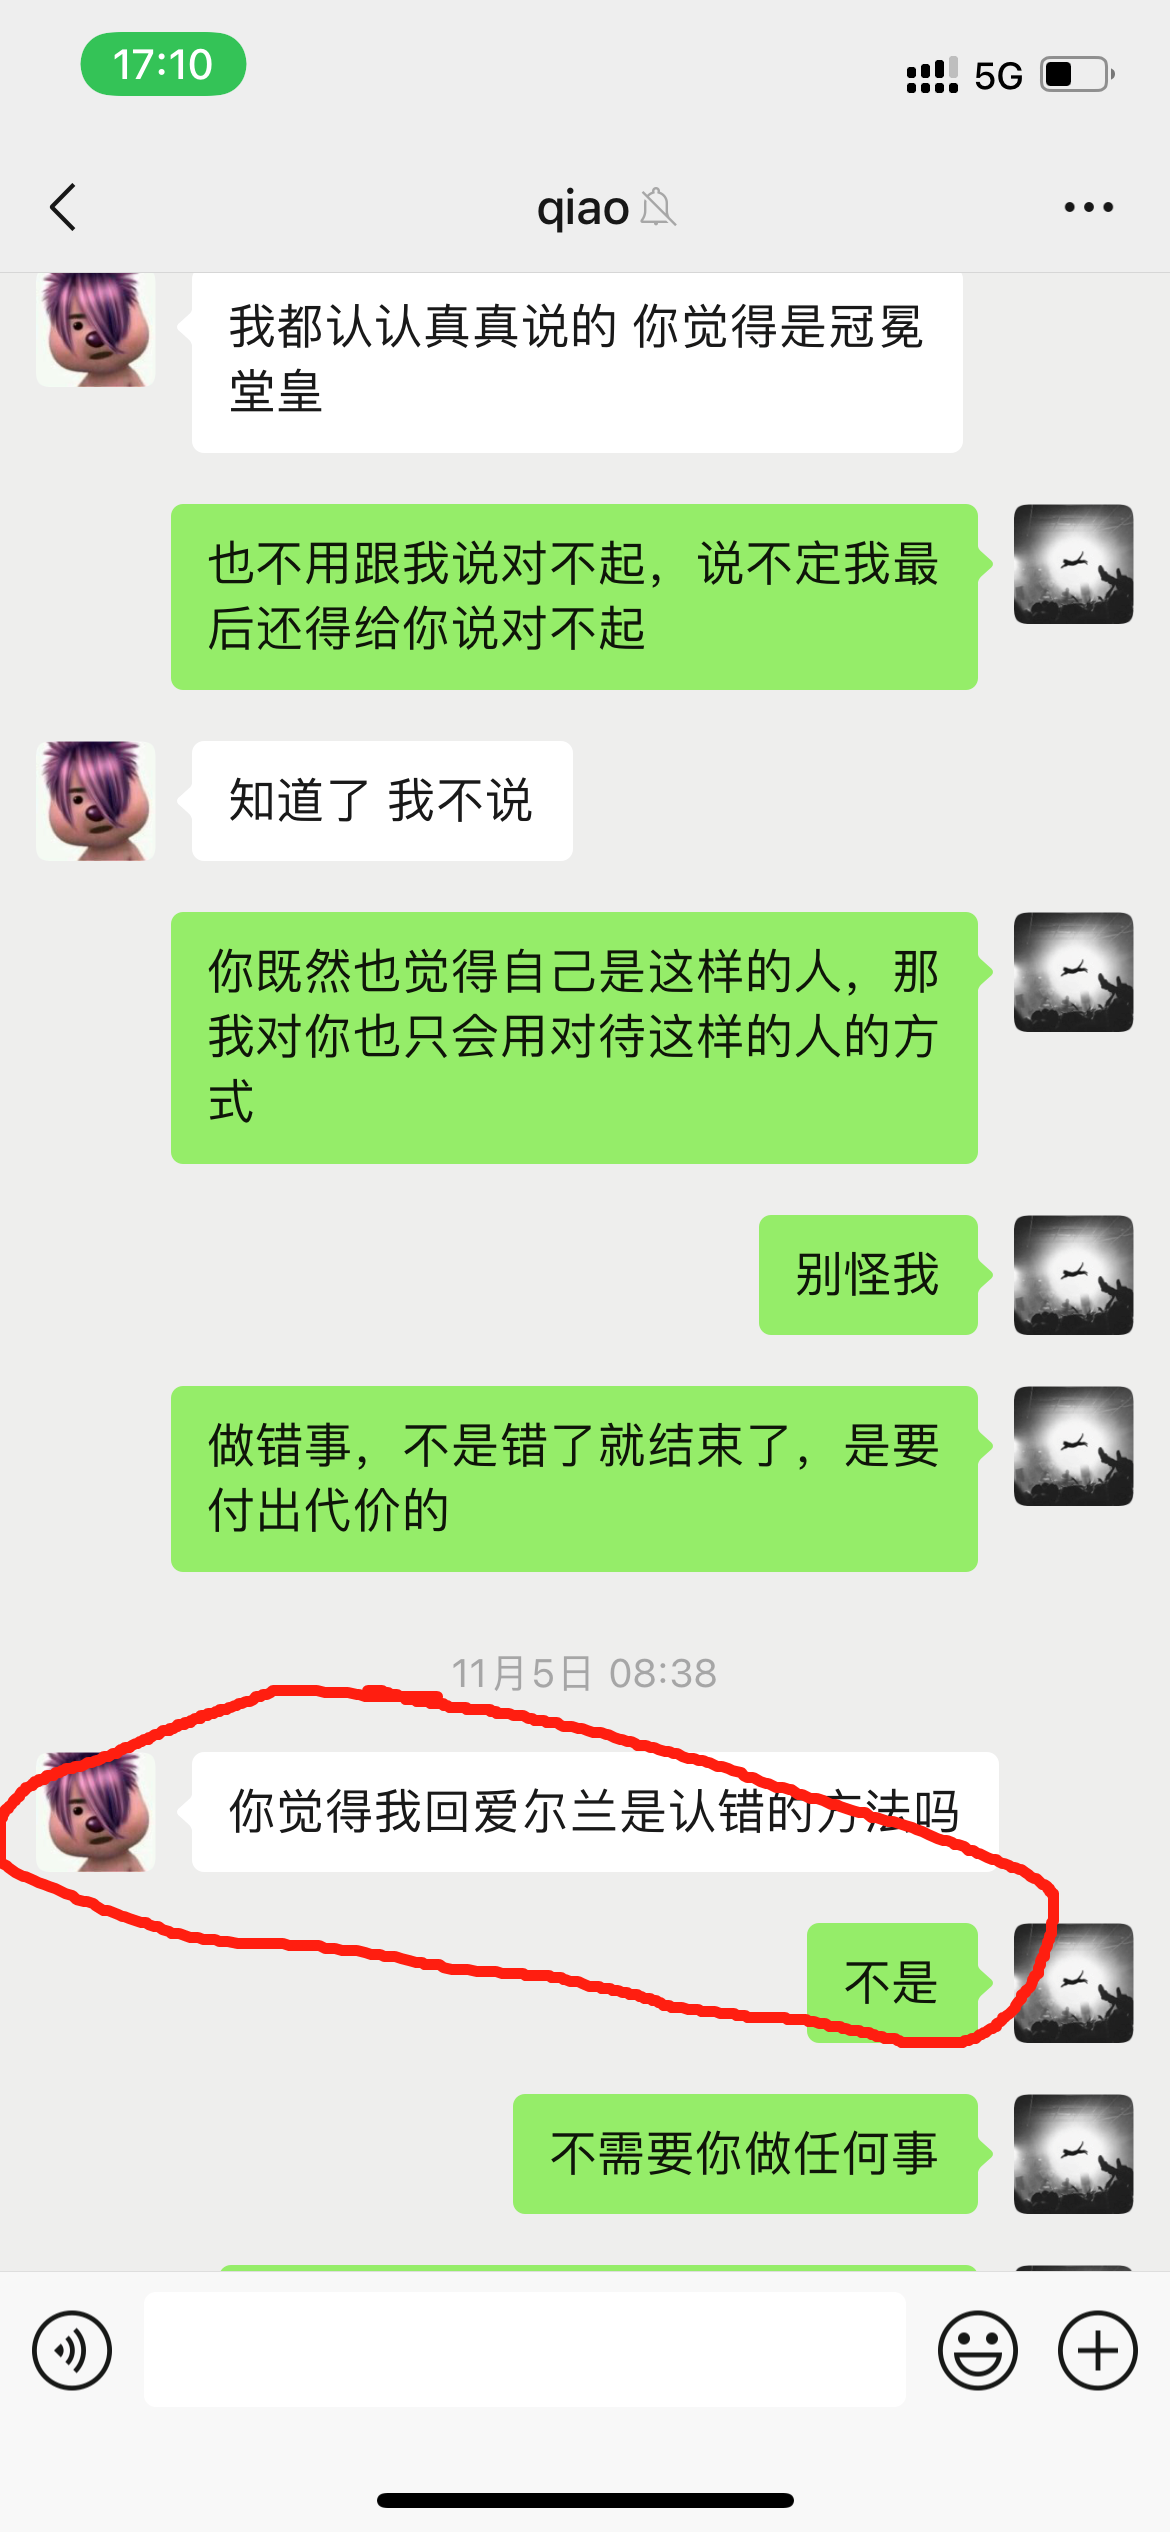 17:10
5G
qiao
我都认认真真说的 你觉得是冠冕
堂皇
也不用跟我说对不起，说不定我最
后还得给你说对不起
知道了 我不说
你既然也觉得自己是这样的人，那
我对你也只会用对待这样的人的方
式
别怪我
做错事，不是错了就结束了，是要
付出代价的
11月5日 08:38
你觉得我回爱尔兰是认错的方法吗
不是
不需要你做任何事